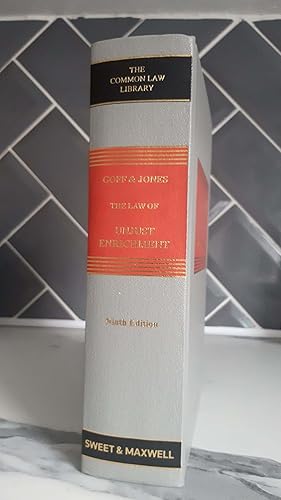 THE
COMMON LAW
LIBRARY
GOFF & JONES
THE LAW OF
UNJUST
ENRICHMENT
Ninth Edition
SWEET & MAXWELL